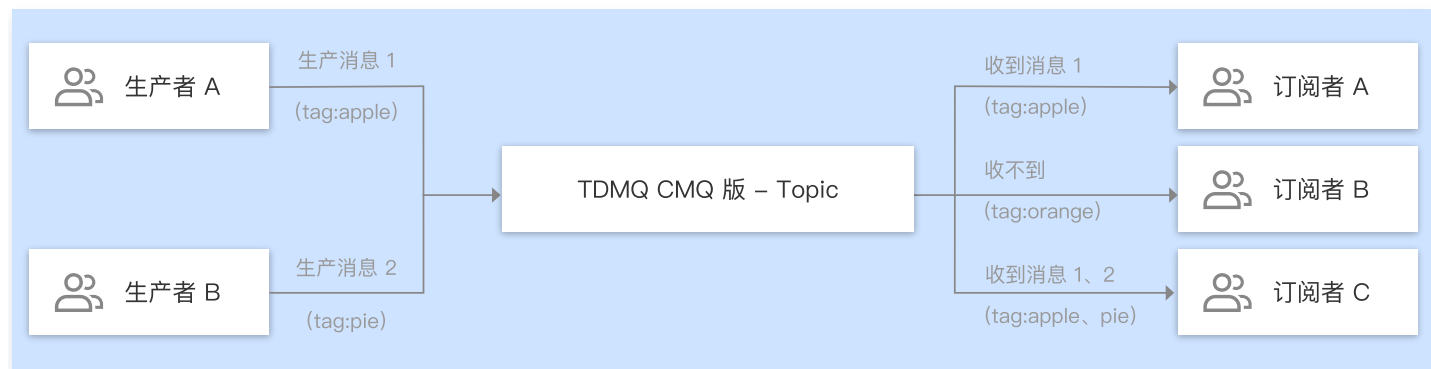 生产者 A
生产消息 1
(tag:apple)
生产者 B
生产消息 2
(tag:pie)
TDMQ CMQ 版 – Topic
收到消息 1
(tag:apple)
订阅者 A
收不到
(tag:orange)
订阅者 B
收到消息 1、2
(tag:apple、pie)
订阅者 C